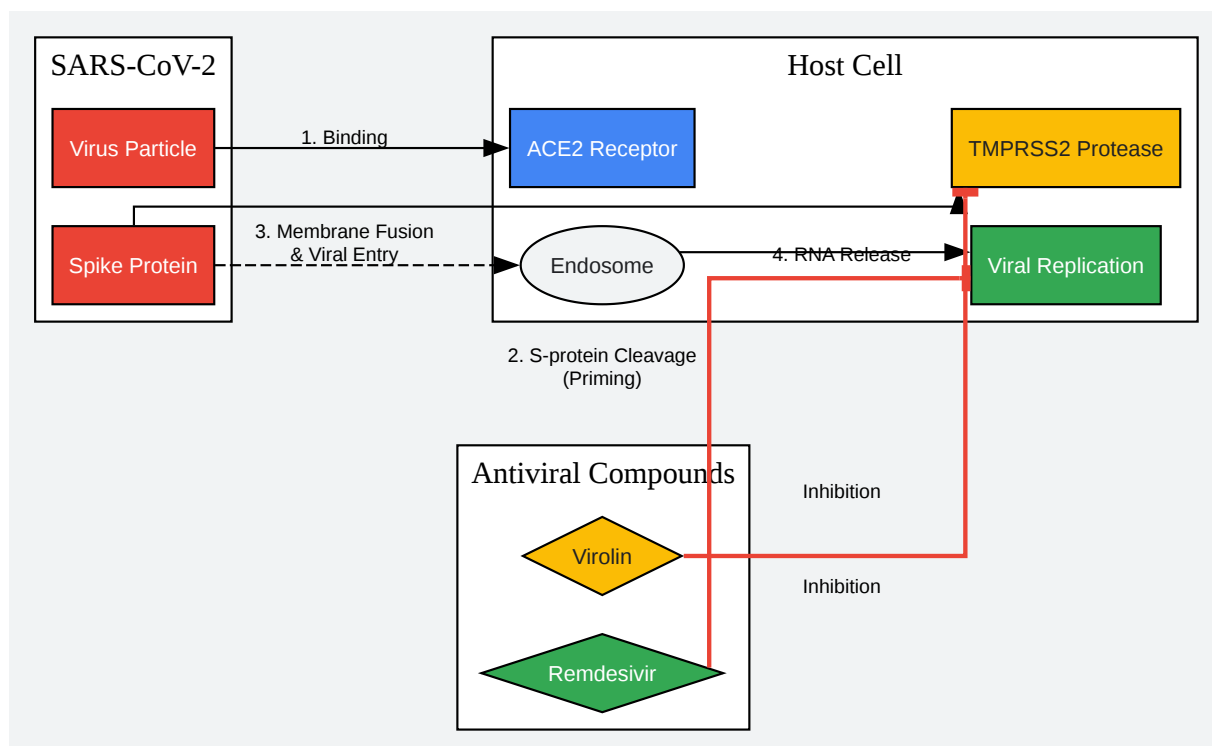 SARS-CoV-2
Host Cell
Virus Particle
1. Binding
ACE2 Receptor
TMPRSS2 Protease
Spike Protein
3. Membrane Fusion
& Viral Entry
Endosome
4. RNA Release
Viral Replication
2. S-protein Cleavage
(Priming)
Antiviral Compounds
Inhibition
Virolin
Inhibition
Remdesivir